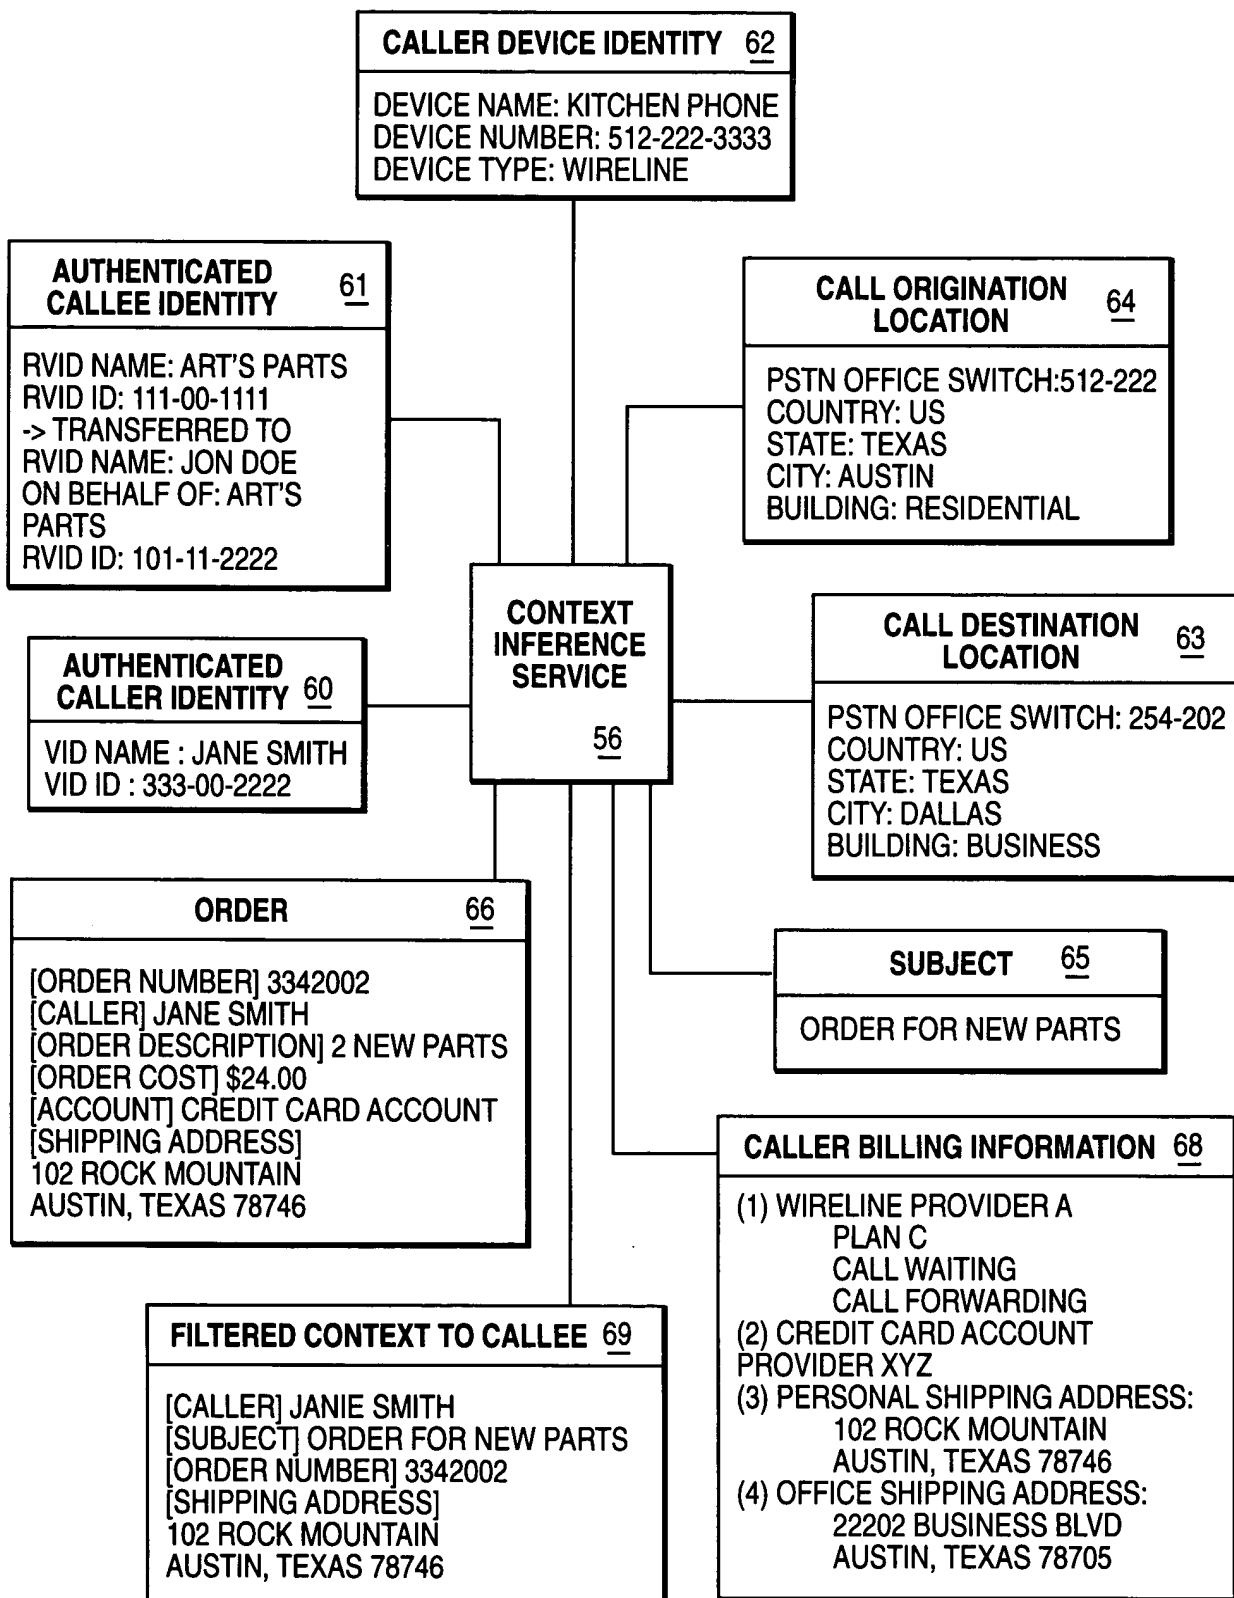 CALLER DEVICE IDENTITY 62
DEVICE NAME: KITCHEN PHONE
DEVICE NUMBER: 512-222-3333
DEVICE TYPE: WIRELINE
AUTHENTICATED
CALLEE IDENTITY 61
RVID NAME: ART'S PARTS
RVID ID: 111-00-1111
-> TRANSFERRED TO
RVID NAME: JON DOE
ON BEHALF OF: ART'S
PARTS
RVID ID: 101-11-2222
CALL ORIGINATION
LOCATION 64
PSTN OFFICE SWITCH:512-222
COUNTRY: US
STATE: TEXAS
CITY: AUSTIN
BUILDING: RESIDENTIAL
CONTEXT
INFERENCE
SERVICE
56
AUTHENTICATED
CALLER IDENTITY 60
VID NAME : JANE SMITH
VID ID : 333-00-2222
CALL DESTINATION
LOCATION 63
PSTN OFFICE SWITCH: 254-202
COUNTRY: US
STATE: TEXAS
CITY: DALLAS
BUILDING: BUSINESS
ORDER 66
[ORDER NUMBER] 3342002
[CALLER] JANE SMITH
[ORDER DESCRIPTION] 2 NEW PARTS
[ORDER COST] $24.00
[ACCOUNT] CREDIT CARD ACCOUNT
[SHIPPING ADDRESS]
102 ROCK MOUNTAIN
AUSTIN, TEXAS 78746
SUBJECT 65
ORDER FOR NEW PARTS
CALLER BILLING INFORMATION 68
(1) WIRELINE PROVIDER A
PLAN C
CALL WAITING
CALL FORWARDING
(2) CREDIT CARD ACCOUNT
PROVIDER XYZ
(3) PERSONAL SHIPPING ADDRESS:
102 ROCK MOUNTAIN
AUSTIN, TEXAS 78746
(4) OFFICE SHIPPING ADDRESS:
22202 BUSINESS BLVD
AUSTIN, TEXAS 78705
FILTERED CONTEXT TO CALLEE 69
[CALLER] JANIE SMITH
[SUBJECT] ORDER FOR NEW PARTS
[ORDER NUMBER] 3342002
[SHIPPING ADDRESS]
102 ROCK MOUNTAIN
AUSTIN, TEXAS 78746